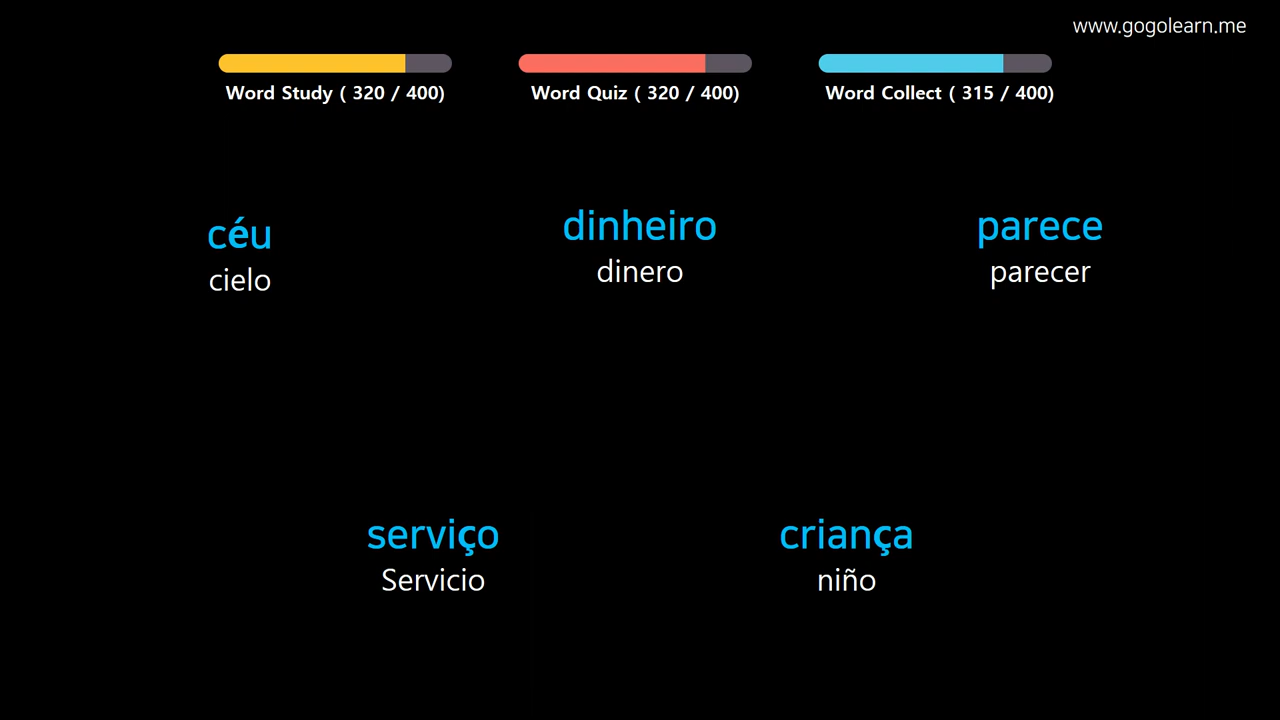 www.gogolearn.me
Word Study ( 320 / 400)
Word Quiz ( 320 / 400)
Word Collect ( 315 / 400)
céu
cielo
dinheiro
dinero
parece
parecer
serviço
Servicio
criança
niño